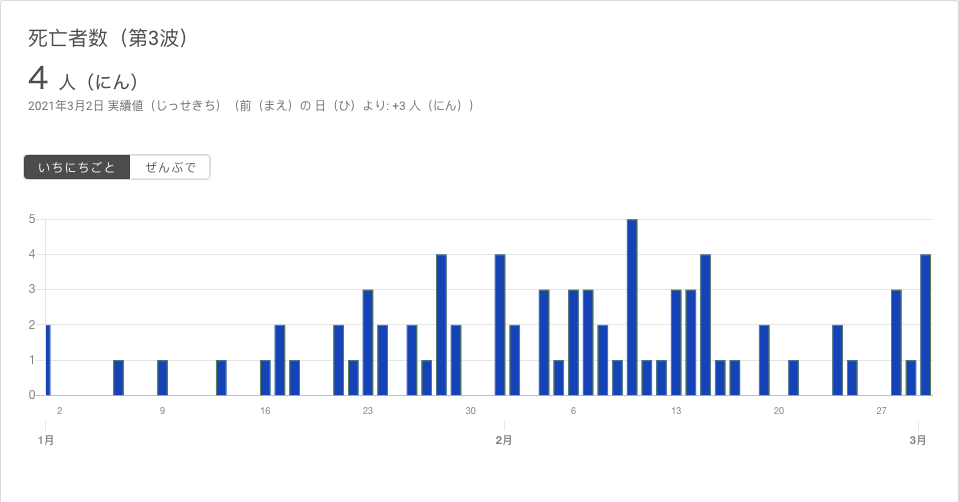 死亡者数（第3波）
4 人（にん）
2021年3月2日 実績値（じっせきち）（前（まえ）の 日（ひ）より: +3 人（にん））
いちにちごと ぜんぶで
5
4
3
2
1
0
2 9 16 23 30 6 13 20 27
1月 2月 3月